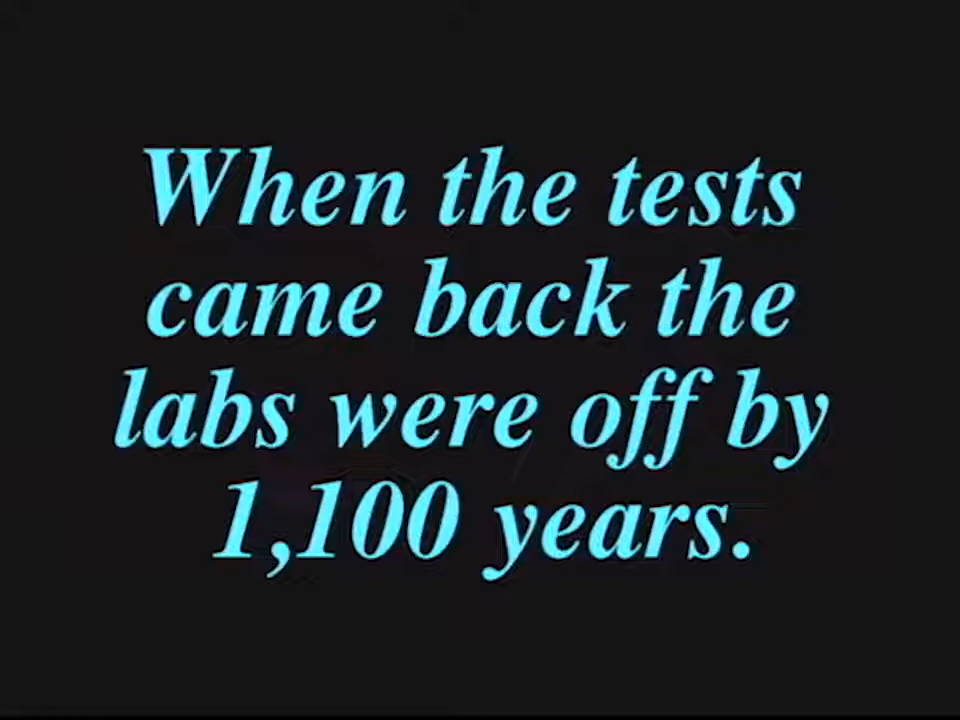 When the tests
came back the
labs were off by
1,100 years.